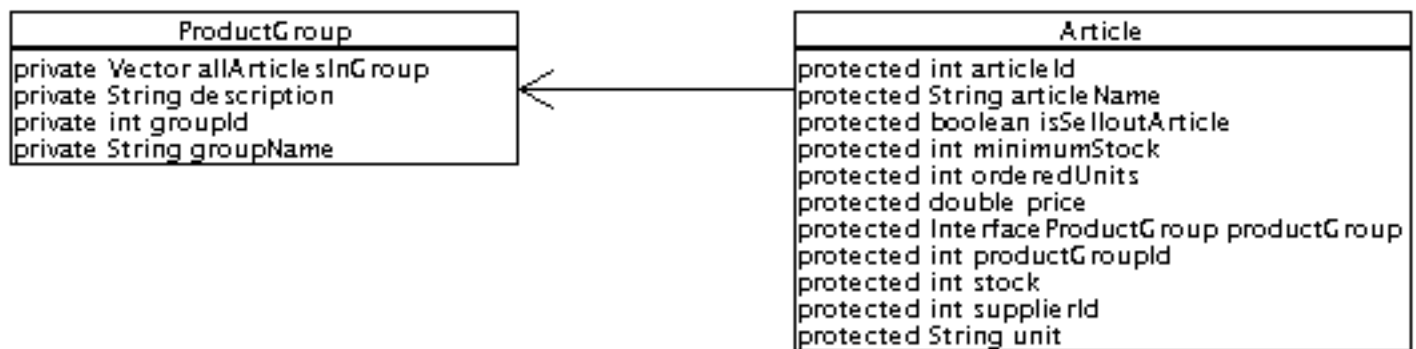 ProductGroup
private Vector allArticlesInGroup
private String description
private int groupId
private String groupName
Article
protected int articleId
protected String articleName
protected boolean isSelloutArticle
protected int minimumStock
protected int orderedUnits
protected double price
protected InterfaceProductGroup productGroup
protected int productGroupId
protected int stock
protected int supplierId
protected String unit